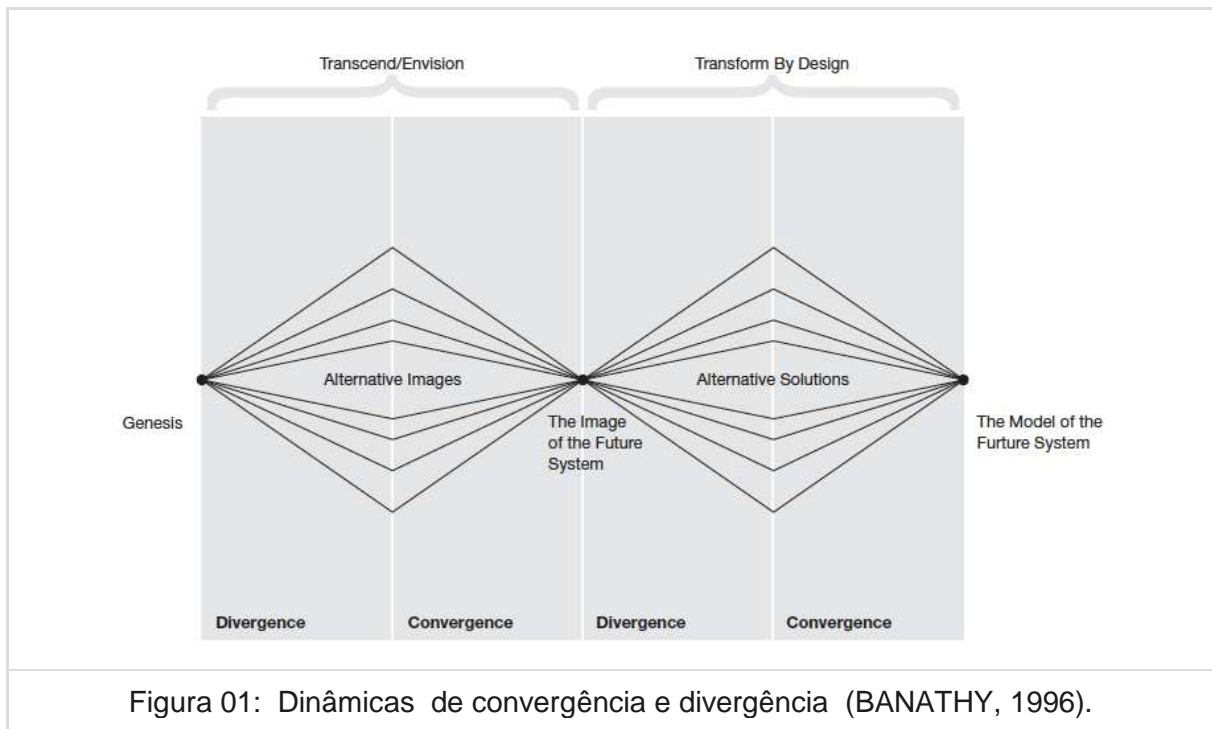 Transcend/Envision
Transform By Design
Alternative Images
Alternative Solutions
Genesis
The Image
of the Future
System
The Model of the
Furture System
Divergence
Convergence
Divergence
Convergence
Figura 01: Dinâmicas de convergência e divergência (BANATHY, 1996).